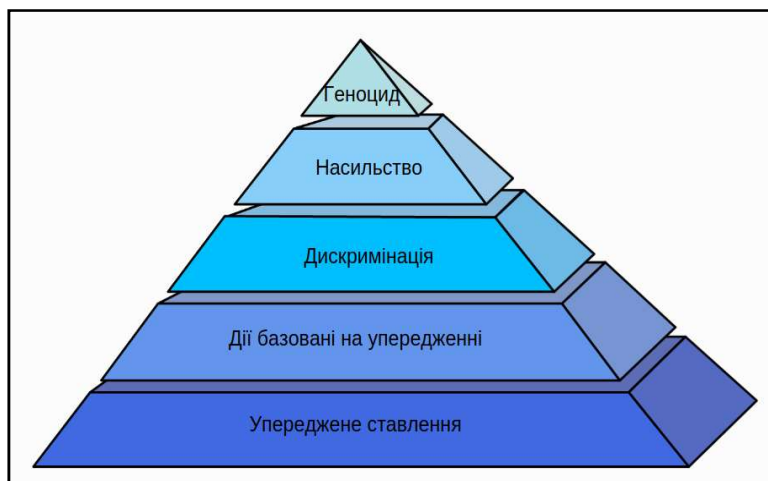 Геноцид
Насильство
Дискримінація
Дії базовані на упередженні
Упереджене ставлення